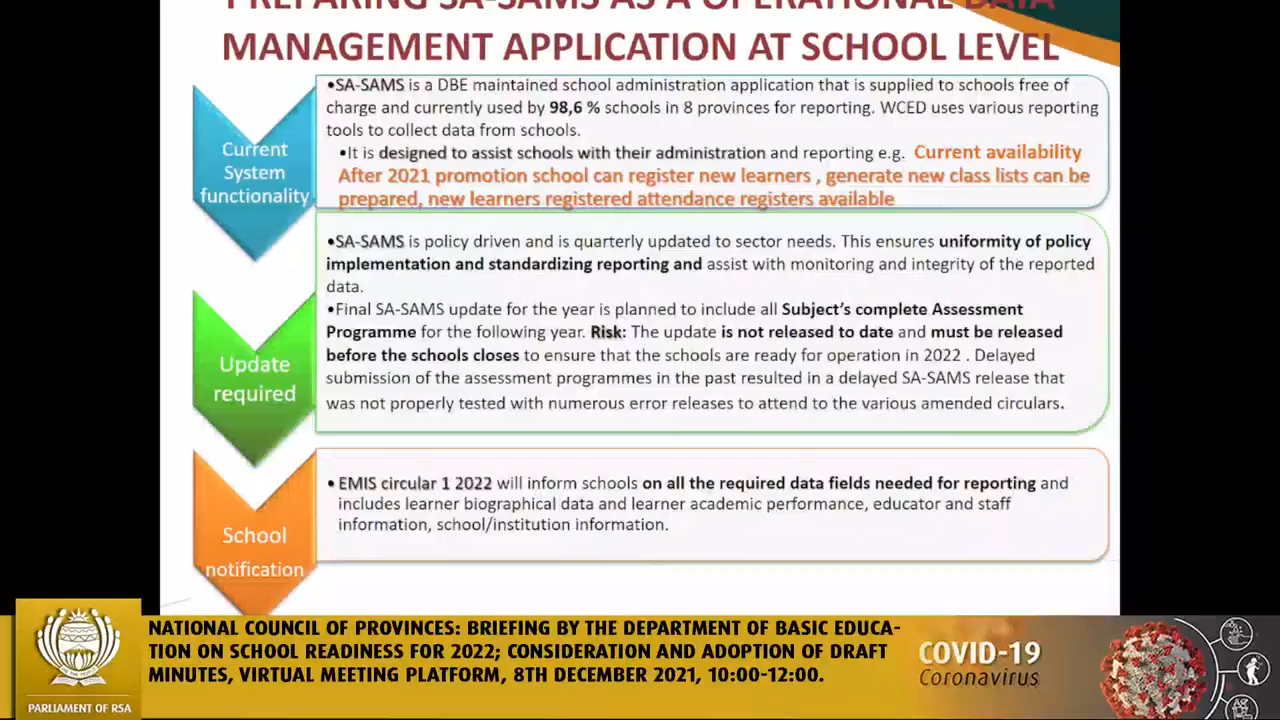 PREPARING SA-SAMS AS A OPERATIONAL DATA
MANAGEMENT APPLICATION AT SCHOOL LEVEL
Current
System
functionality
•SA-SAMS is a DBE maintained school administration application that is supplied to schools free of
charge and currently used by 98,6 % schools in 8 provinces for reporting. WCED uses various reporting
tools to collect data from schools.
•It is designed to assist schools with their administration and reporting e.g. Current availability
After 2021 promotion school can register new learners , generate new class lists can be
prepared, new learners registered attendance registers available
Update
required
•SA-SAMS is policy driven and is quarterly updated to sector needs. This ensures uniformity of policy
implementation and standardizing reporting and assist with monitoring and integrity of the reported
data.
•Final SA-SAMS update for the year is planned to include all Subject's complete Assessment
Programme for the following year. Risk: The update is not released to date and must be released
before the schools closes to ensure that the schools are ready for operation in 2022 . Delayed
submission of the assessment programmes in the past resulted in a delayed SA-SAMS release that
was not properly tested with numerous error releases to attend to the various amended circulars.
School
notification
• EMIS circular 1 2022 will inform schools on all the required data fields needed for reporting and
includes learner biographical data and learner academic performance, educator and staff
information, school/institution information.
PARLIAMENT OF RSA
NATIONAL COUNCIL OF PROVINCES: BRIEFING BY THE DEPARTMENT OF BASIC EDUCA-
TION ON SCHOOL READINESS FOR 2022; CONSIDERATION AND ADOPTION OF DRAFT
MINUTES, VIRTUAL MEETING PLATFORM, 8TH DECEMBER 2021, 10:00-12:00.
COVID-19
Coronavirus